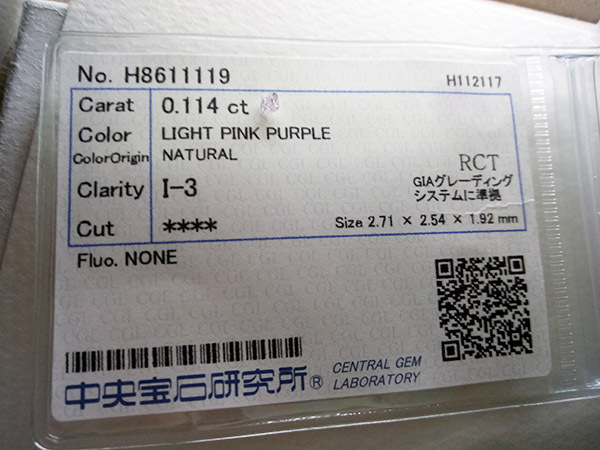 No. H8611119
H112117
Carat 0.114 ct
Color LIGHT PINK PURPLE
ColorOrigin NATURAL
RCT
Clarity I-3
GIAグレーディング
システムに準拠
Cut ****
Size 2.71 × 2.54 × 1.92 mm
Fluo. NONE
中央宝石研究所® CENTRAL GEM
LABORATORY